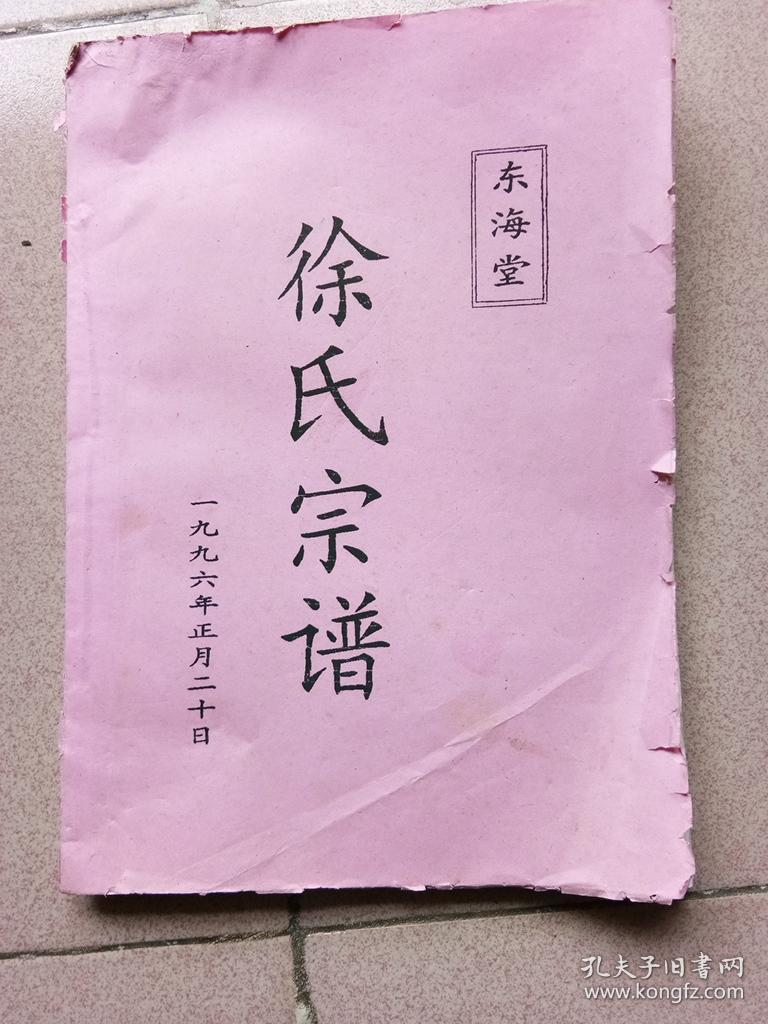 东海堂
徐氏宗谱
一九九六年正月二十日
孔夫子旧书网
www.kongfz.com